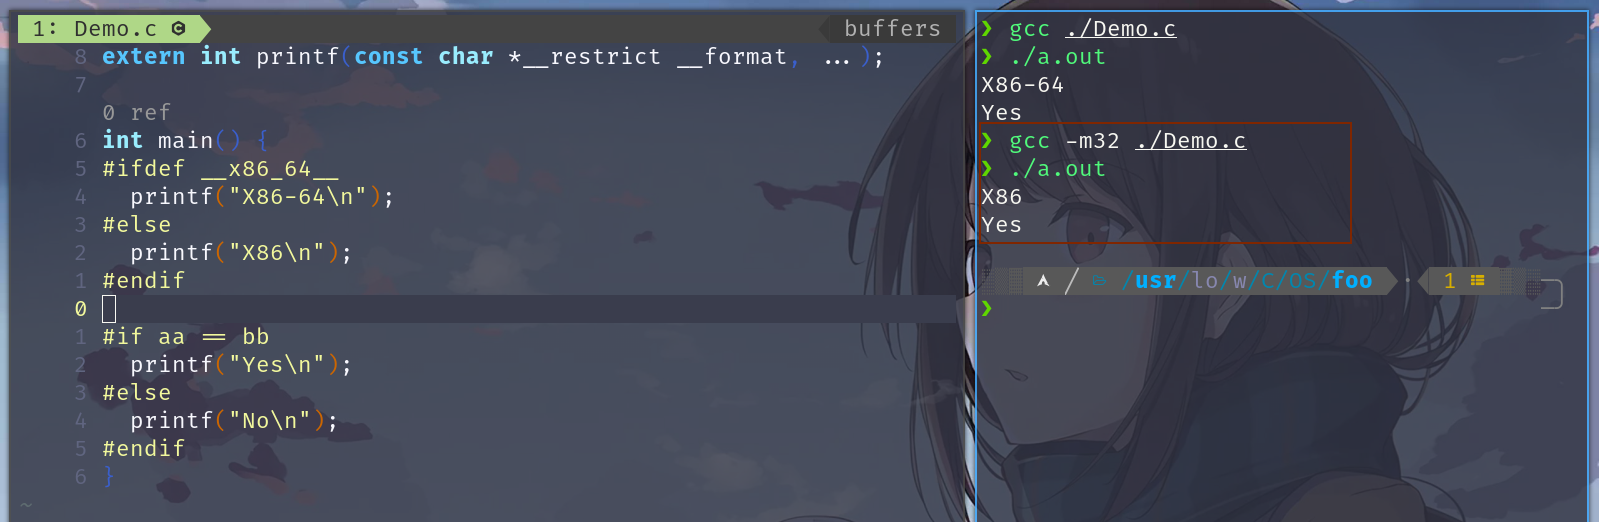 1: Demo.c
buffers
8 extern int printf(const char *__restrict __format, ...);
7
0 ref
6 int main() {
5 #ifdef __x86_64__
4   printf("X86-64\n");
3 #else
2   printf("X86\n");
1 #endif
0
1 #if aa == bb
2   printf("Yes\n");
3 #else
4   printf("No\n");
5 #endif
6 }
~
❯ gcc ./Demo.c
❯ ./a.out
X86-64
Yes
❯ gcc -m32 ./Demo.c
❯ ./a.out
X86
Yes
/usr/lo/w/C/OS/foo 1
❯